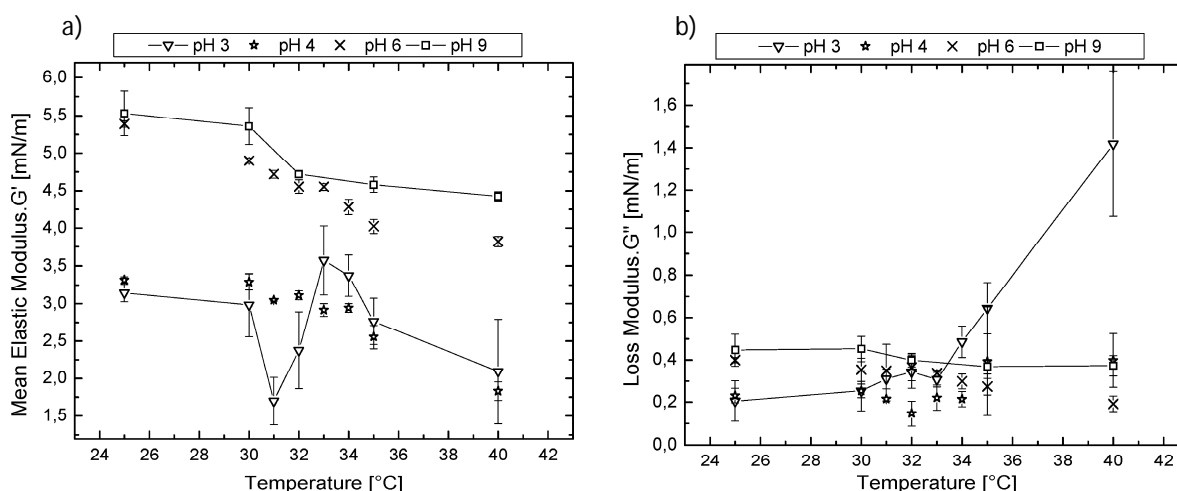 a)
pH 3 pH 4 pH 6 pH 9
6,0
5,5
5,0
4,5
4,0
3,5
3,0
2,5
2,0
1,5
Mean Elastic Modulus.G' [mN/m]
24 26 28 30 32 34 36 38 40 42
Temperature [°C]
b)
pH 3 pH 4 pH 6 pH 9
1,6
1,4
1,2
1,0
0,8
0,6
0,4
0,2
0,0
Loss Modulus.G'' [mN/m]
24 26 28 30 32 34 36 38 40 42
Temperature [°C]